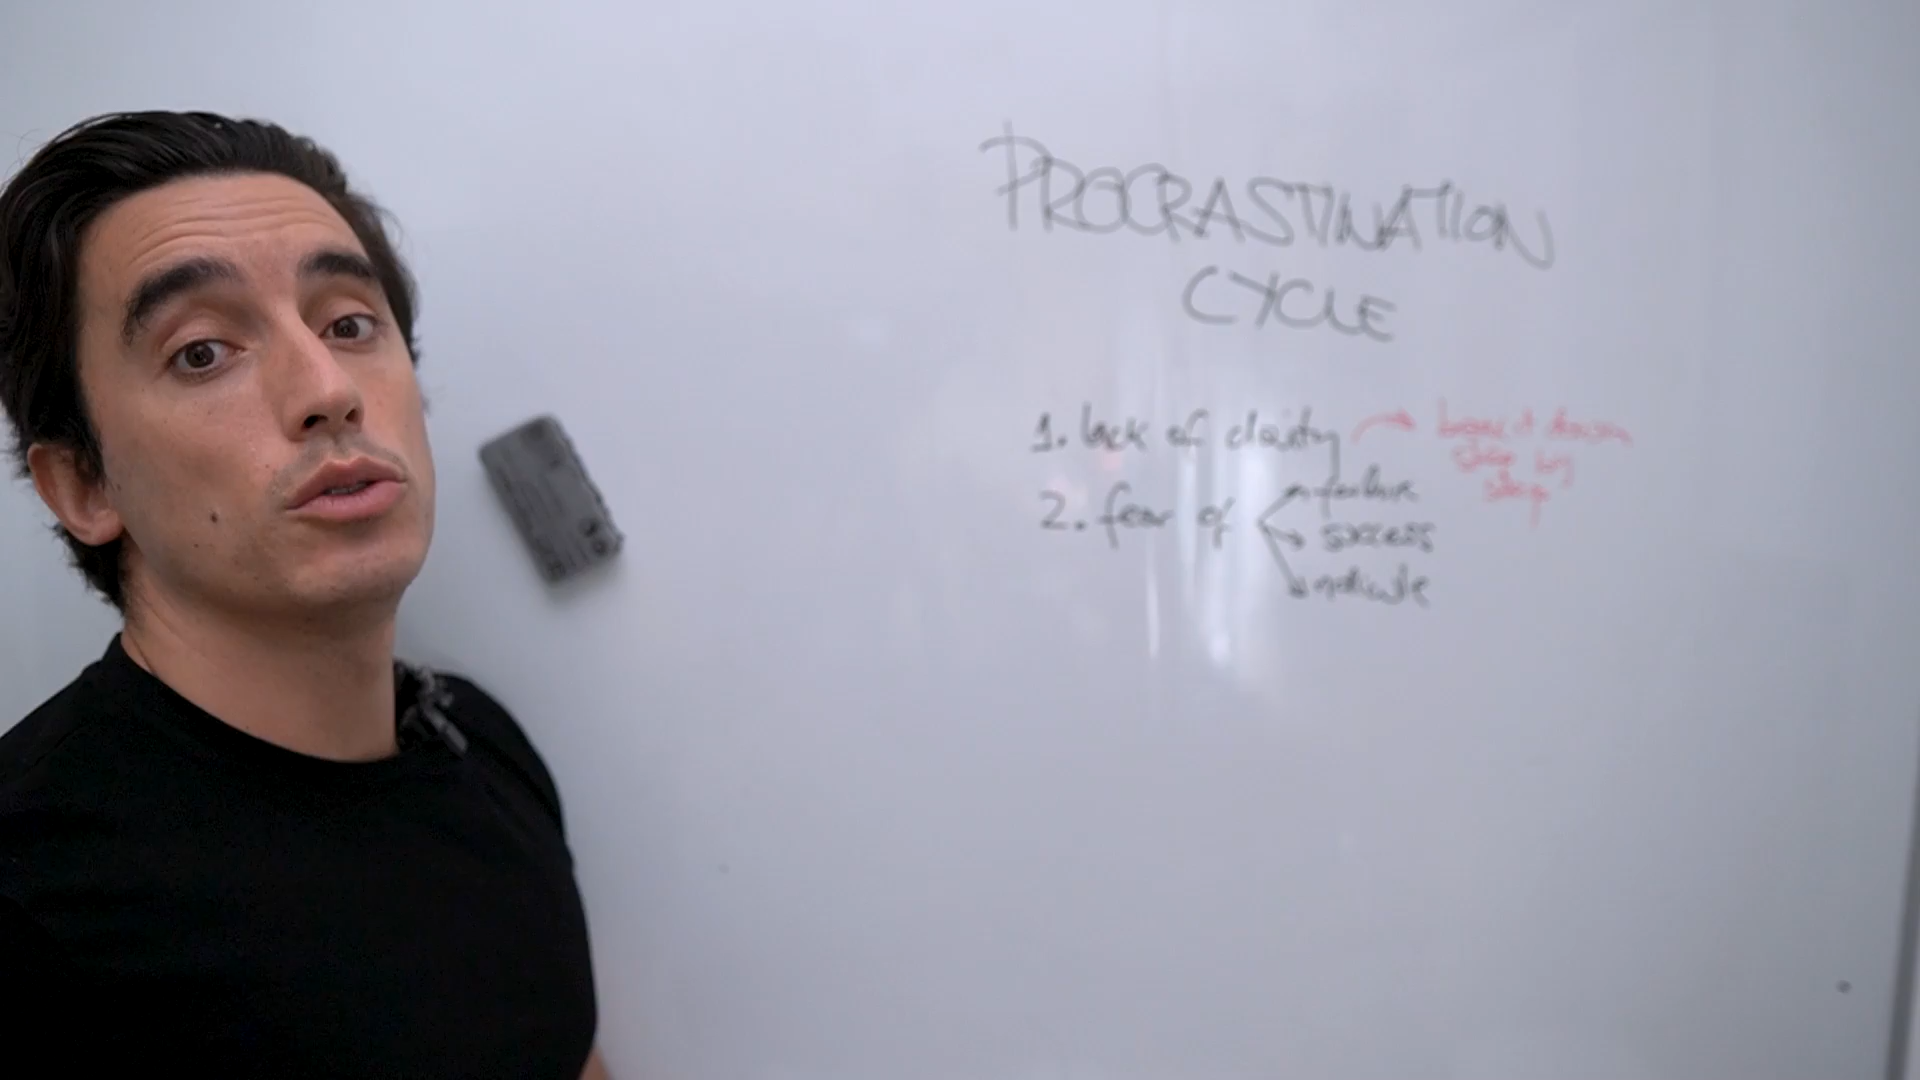 PROCRASTINATION
CYCLE
1. lack of clarity → break it down
step by
step
2. fear of → failure
→ success
→ ridicule